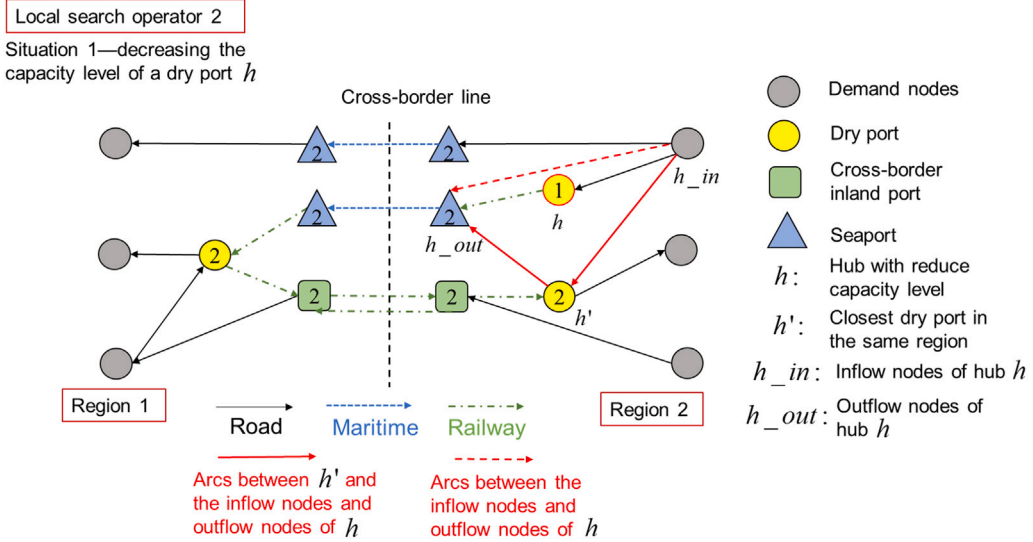 Local search operator 2
Situation 1—decreasing the
capacity level of a dry port h
Cross-border line
2
2
h_in
1
h
2
2
h_out
2
2
2
2
h'
Region 1
Region 2
Road
Maritime
Railway
Arcs between h' and
the inflow nodes and
outflow nodes of h
Arcs between the
inflow nodes and
outflow nodes of h
Demand nodes
Dry port
Cross-border
inland port
Seaport
h: Hub with reduce
capacity level
h': Closest dry port in
the same region
h_in: Inflow nodes of hub h
h_out: Outflow nodes of
hub h